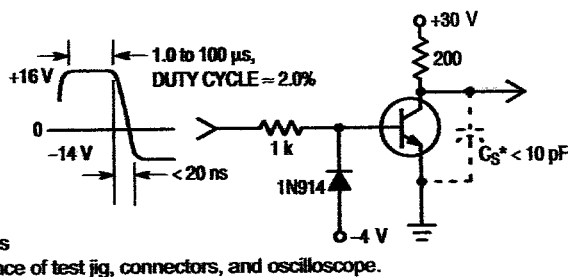 +30 V
1.0 to 100 µs,
DUTY CYCLE ≈ 2.0%
200
+16 V
0
-14 V
1 k
< 20 ns
1N914
CS* < 10 pF
-4 V
s
nce of test jig, connectors, and oscilloscope.